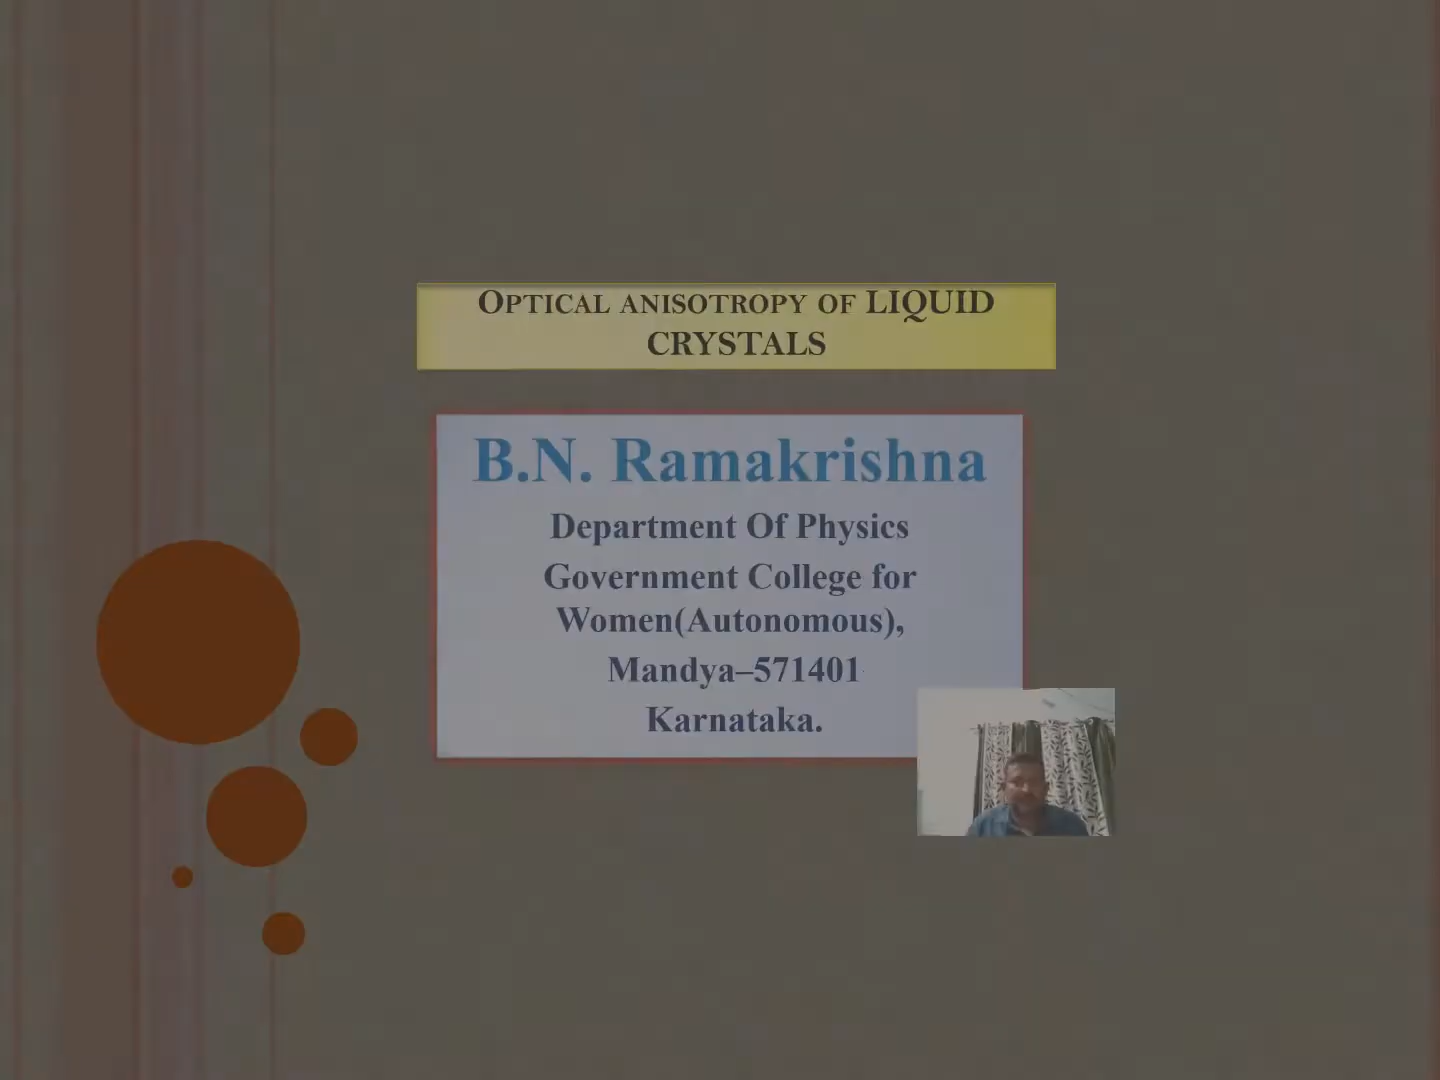 OPTICAL ANISOTROPY OF LIQUID
CRYSTALS
B.N. Ramakrishna
Department Of Physics
Government College for
Women(Autonomous),
Mandya–571401
Karnataka.